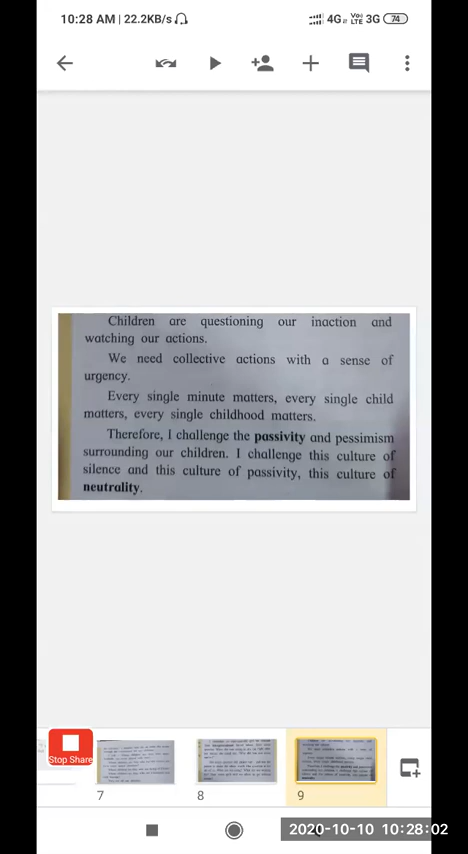 10:28 AM | 22.2KB/s 4G VoLTE 3G 74
Children are questioning our inaction and
watching our actions.
We need collective actions with a sense of
urgency.
Every single minute matters, every single child
matters, every single childhood matters.
Therefore, I challenge the passivity and pessimism
surrounding our children. I challenge this culture of
silence and this culture of passivity, this culture of
neutrality.
Stop Share
7 8 9
2020-10-10 10:28:02